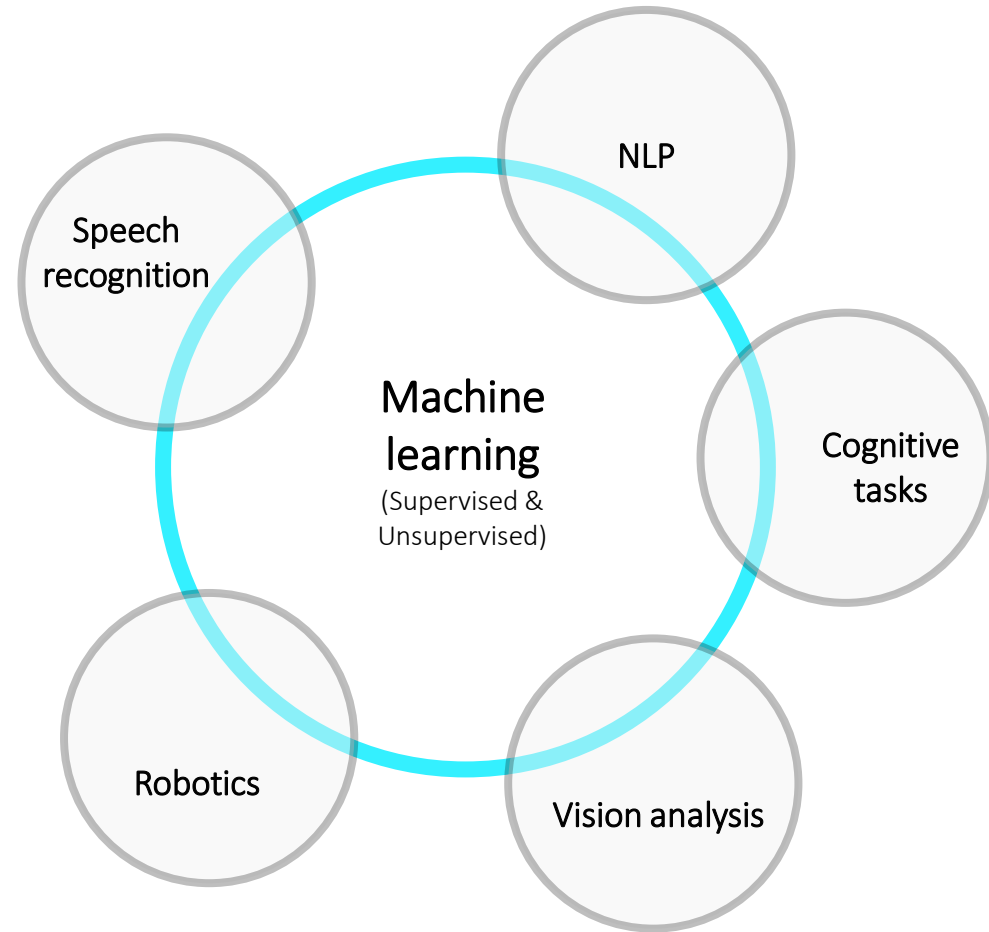 NLP
Speech
recognition
Machine
learning
(Supervised &
Unsupervised)
Cognitive
tasks
Robotics
Vision analysis